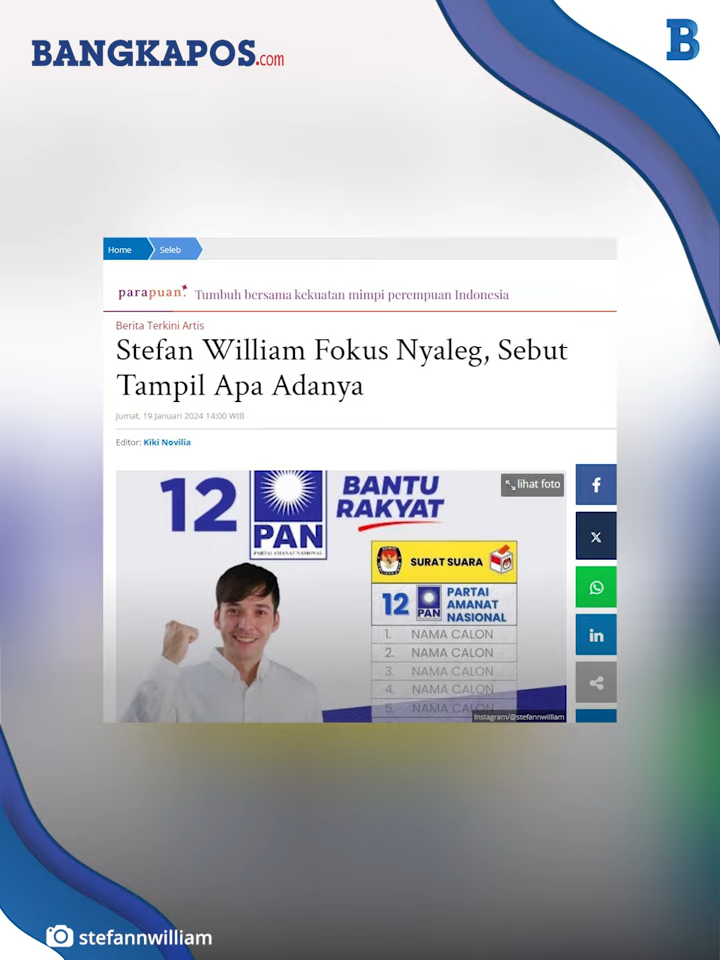 BANGKAPOS.com
B
Home
Seleb
parapuan.
Tumbuh bersama kekuatan mimpi perempuan Indonesia
Berita Terkini Artis
Stefan William Fokus Nyaleg, Sebut
Tampil Apa Adanya
Jumat, 19 Januari 2024 14:00 WIB
Editor: Kiki Novilia
lihat foto
12
PAN
PARTAI AMANAT NASIONAL
BANTU
RAKYAT
SURAT SUARA
12
PAN
PARTAI
AMANAT
NASIONAL
1. NAMA CALON
2. NAMA CALON
3. NAMA CALON
4. NAMA CALON
5. NAMA CALON
Instagram/@stefannwilliam
f
X
in
stefannwilliam